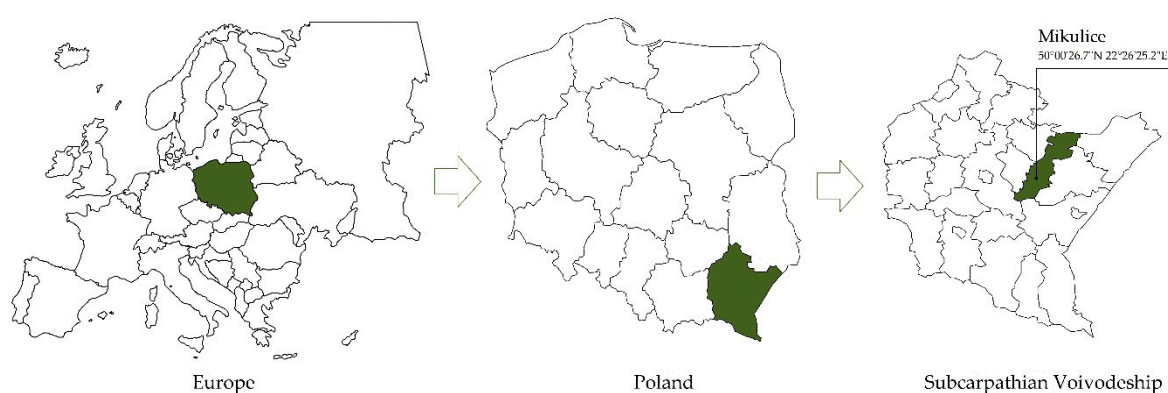 Mikulice
50°00'26.7"N 22°26'25.2"E
Europe
Poland
Subcarpathian Voivodeship